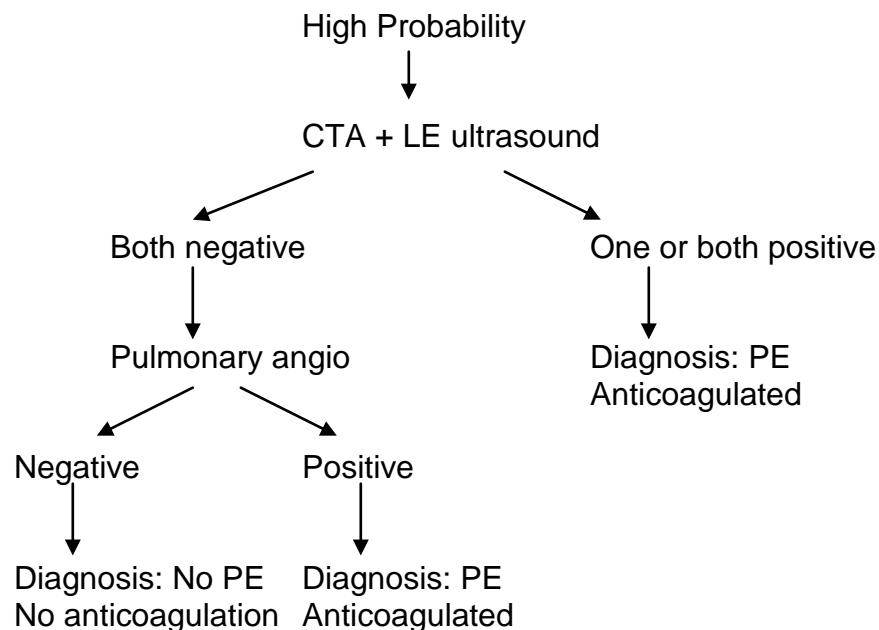 High Probability
CTA + LE ultrasound
Both negative
One or both positive
Pulmonary angio
Diagnosis: PE
Anticoagulated
Negative
Positive
Diagnosis: No PE
No anticoagulation
Diagnosis: PE
Anticoagulated